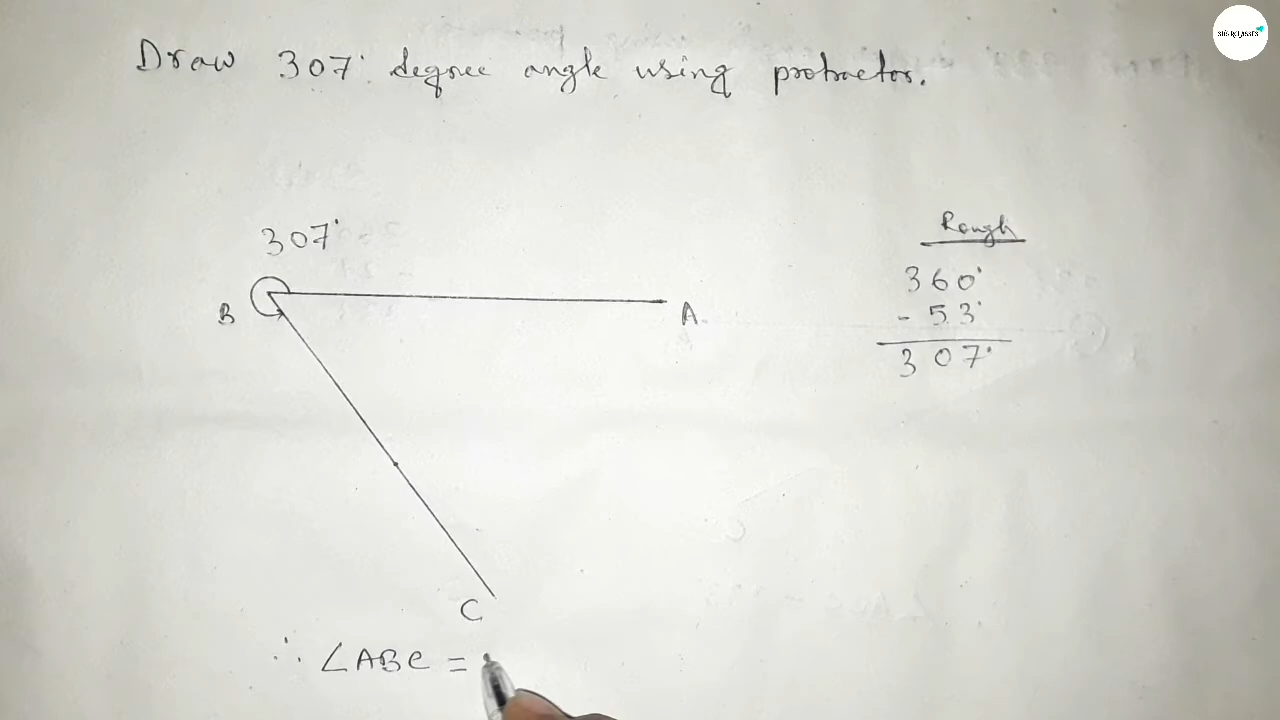 Draw 307° degree angle using protractor.
307°
B
A
C
∴ ∠ABC =
Rough
360°
- 53°
307°